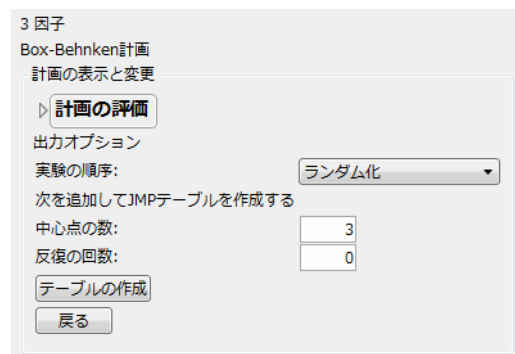 3 因子
Box-Behnken計画
計画の表示と変更
計画の評価
出力オプション
実験の順序: ランダム化
次を追加してJMPテーブルを作成する
中心点の数: 3
反復の回数: 0
テーブルの作成
戻る